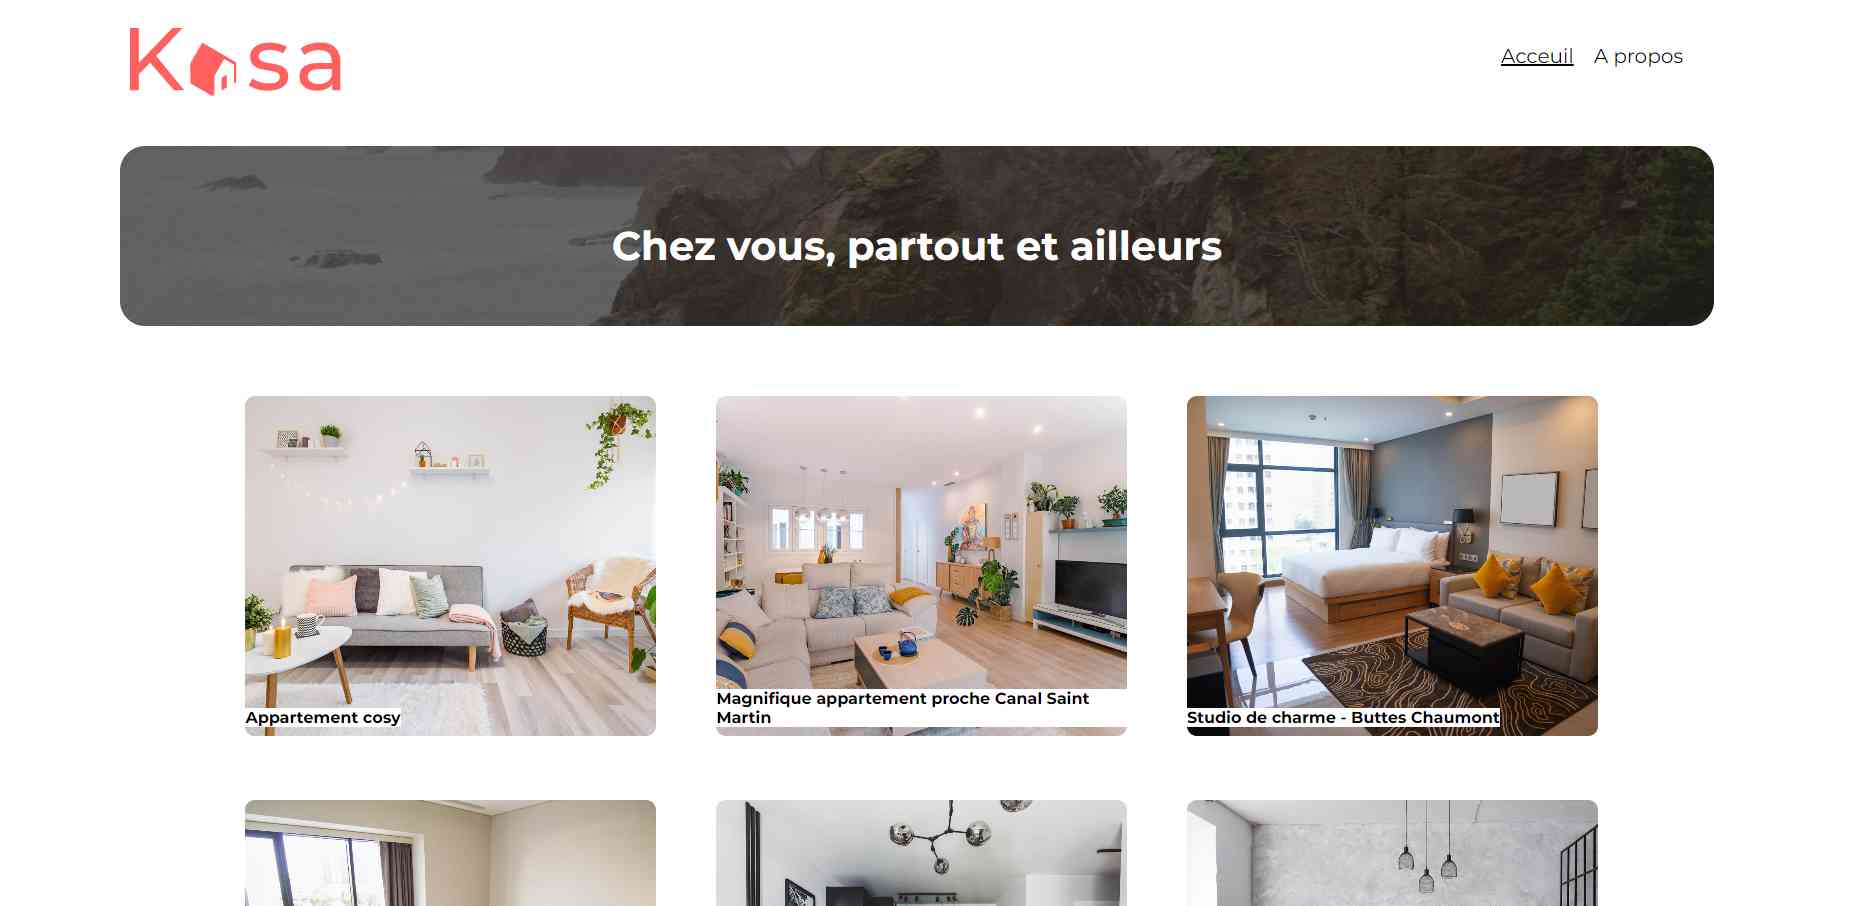 Kasa
Acceuil A propos
Chez vous, partout et ailleurs
Appartement cosy
Magnifique appartement proche Canal Saint
Martin
Studio de charme - Buttes Chaumont